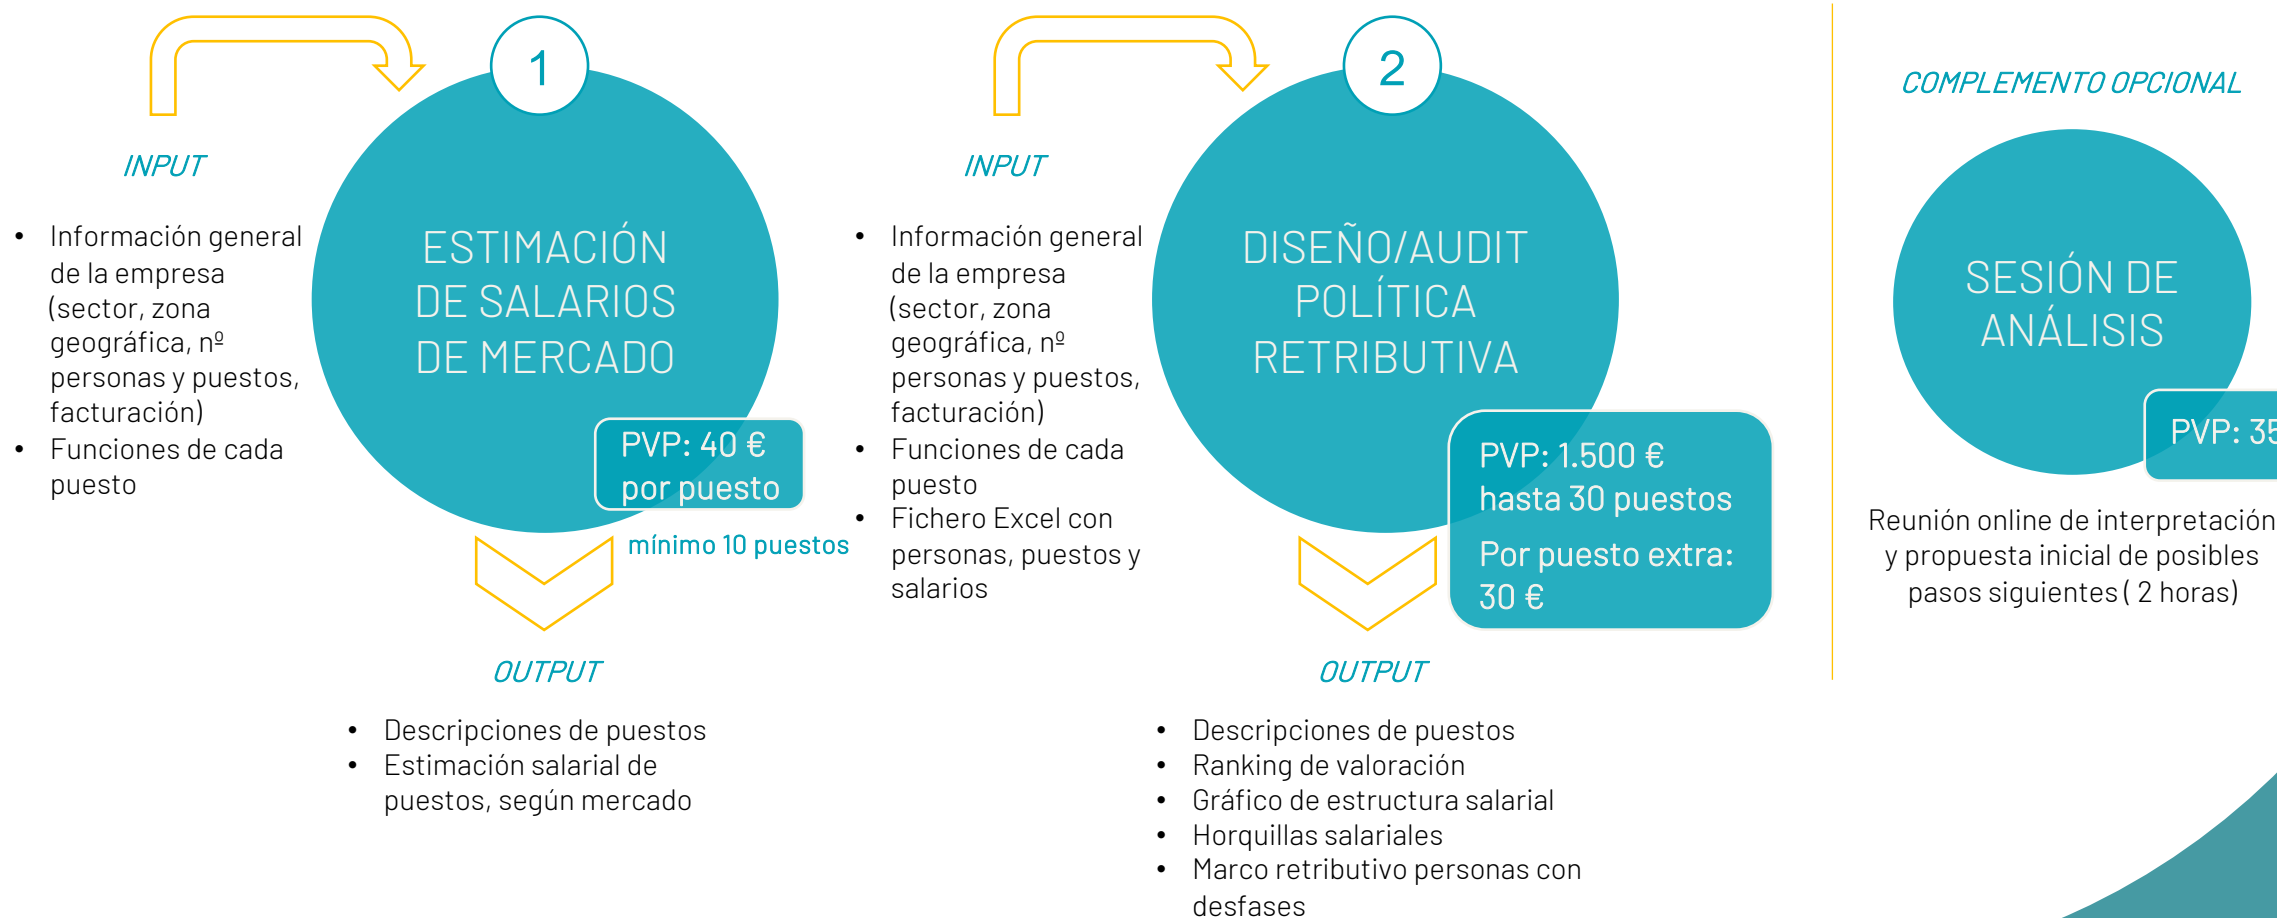 1
INPUT
• Información general
de la empresa
(sector, zona
geográfica, nº
personas y puestos,
facturación)
• Funciones de cada
puesto
ESTIMACIÓN
DE SALARIOS
DE MERCADO
PVP: 40 €
por puesto
mínimo 10 puestos
OUTPUT
• Descripciones de puestos
• Estimación salarial de
puestos, según mercado
2
INPUT
• Información general
de la empresa
(sector, zona
geográfica, nº
personas y puestos,
facturación)
• Funciones de cada
puesto
• Fichero Excel con
personas, puestos y
salarios
DISEÑO/AUDIT
POLÍTICA
RETRIBUTIVA
PVP: 1.500 €
hasta 30 puestos
Por puesto extra:
30 €
OUTPUT
• Descripciones de puestos
• Ranking de valoración
• Gráfico de estructura salarial
• Horquillas salariales
• Marco retributivo personas con
desfases
COMPLEMENTO OPCIONAL
SESIÓN DE
ANÁLISIS
PVP:
Reunión online de interpretación
y propuesta inicial de posibles
pasos siguientes ( 2 horas)